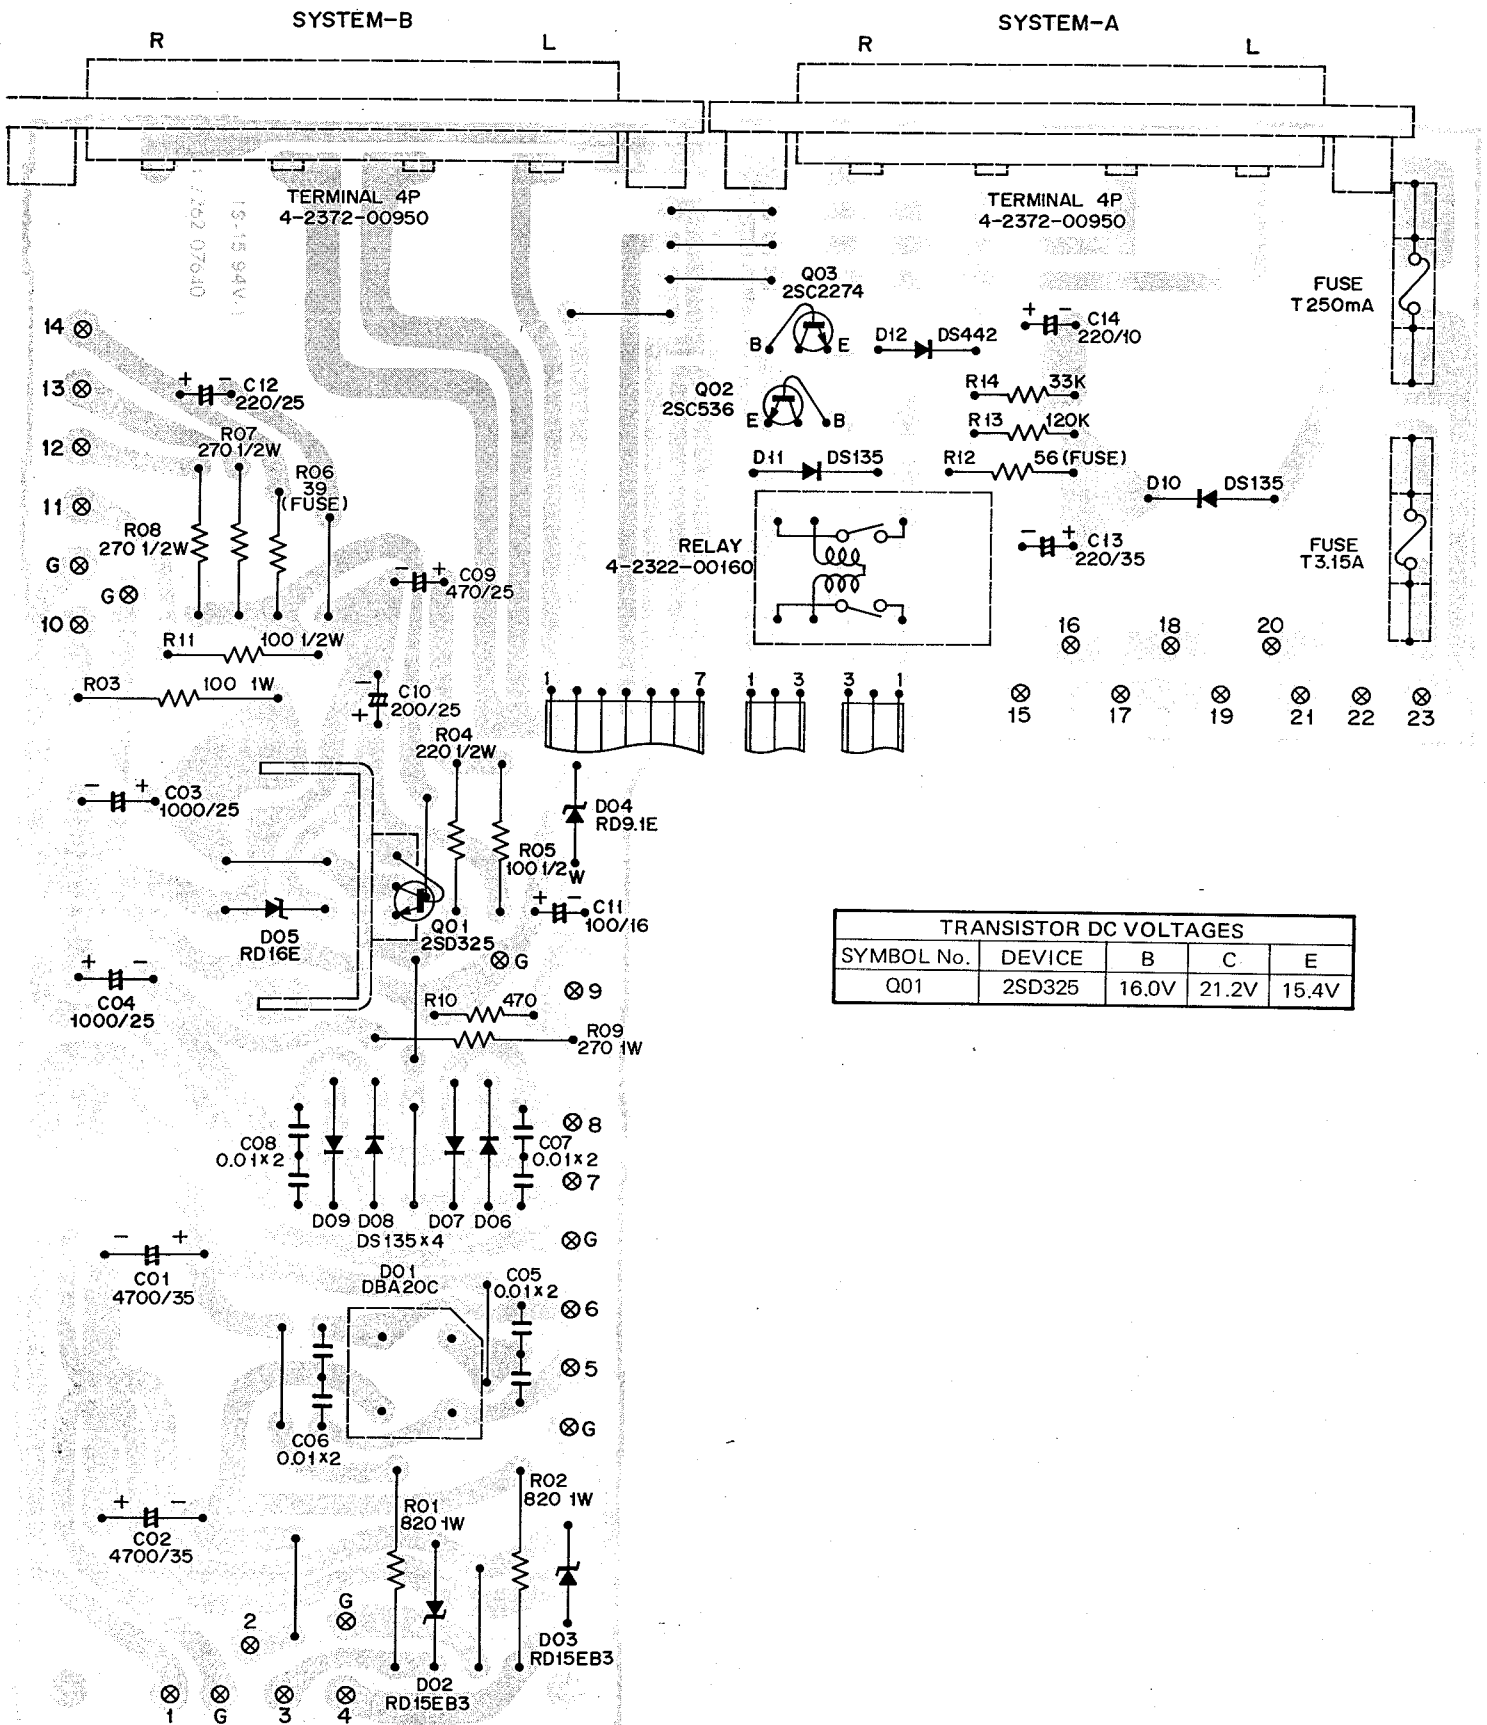 SYSTEM-B
R
L
SYSTEM-A
R
L
TERMINAL 4P
4-2372-00950
TERMINAL 4P
4-2372-00950
1S-15 94V
FUSE
T 250mA
Q03
2SC2274
B
E
D12
DS442
+ -
C14
220/10
14
13
12
11
G
G
10
+ -
C12
220/25
Q02
2SC536
E
B
R14
33K
R13
120K
R12
56 (FUSE)
D11
DS135
D10
DS135
R07
270 1/2W
R06
39
(FUSE)
R08
270 1/2W
RELAY
4-2322-00160
- +
C13
220/35
FUSE
T3.15A
- +
C09
470/25
R11
100 1/2W
R03
100 1W
-
+
C10
200/25
16
18
20
15
17
19
21
22
23
1
7
1
3
3
1
R04
220 1/2W
- +
C03
1000/25
D04
RD9.1E
R05
100 1/2W
D05
RD16E
Q01
2SD325
+ -
C11
100/16
G
9
+ -
C04
1000/25
R10
470
R09
270 1W
TRANSISTOR DC VOLTAGES
SYMBOL No. DEVICE B C E
Q01 2SD325 16.0V 21.2V 15.4V
C08
0.01×2
C07
0.01×2
8
7
D09
D08
D07
D06
DS135×4
G
- +
C01
4700/35
D01
DBA20C
C05
0.01×2
6
5
G
C06
0.01×2
+ -
C02
4700/35
R01
820 1W
R02
820 1W
2
G
D03
RD15EB3
D02
RD15EB3
1
G
3
4